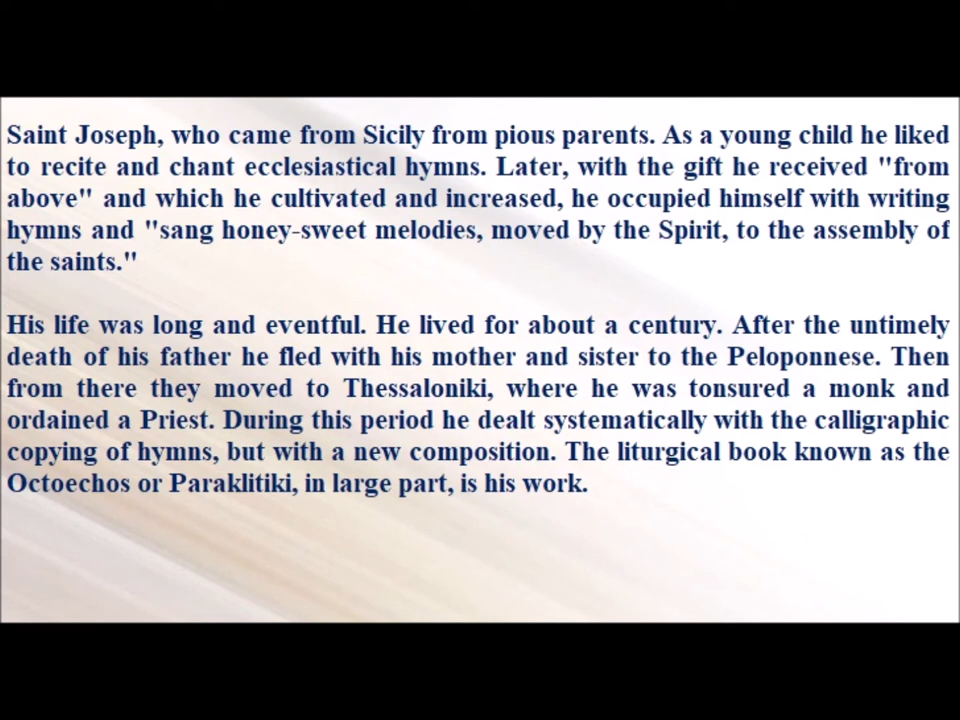 Saint Joseph, who came from Sicily from pious parents. As a young child he liked
to recite and chant ecclesiastical hymns. Later, with the gift he received "from
above" and which he cultivated and increased, he occupied himself with writing
hymns and "sang honey-sweet melodies, moved by the Spirit, to the assembly of
the saints."
His life was long and eventful. He lived for about a century. After the untimely
death of his father he fled with his mother and sister to the Peloponnese. Then
from there they moved to Thessaloniki, where he was tonsured a monk and
ordained a Priest. During this period he dealt systematically with the calligraphic
copying of hymns, but with a new composition. The liturgical book known as the
Octoechos or Paraklitiki, in large part, is his work.